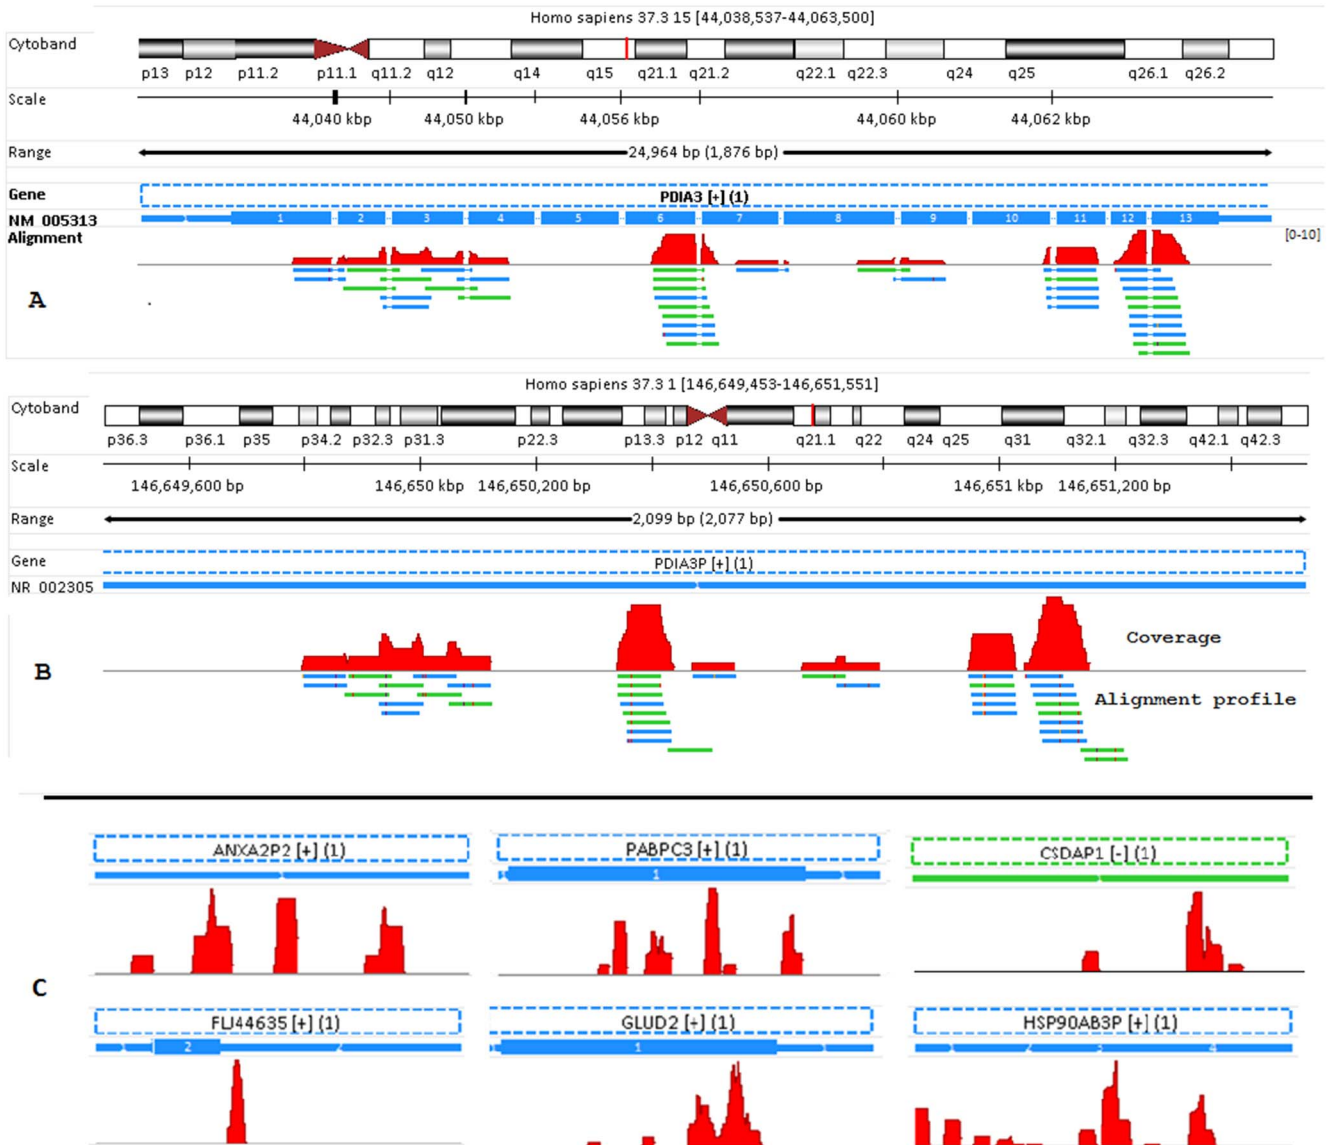 Homo sapiens 37.3 15 [44,038,537-44,063,500]
Cytoband
p13 p12 p11.2 p11.1 q11.2 q12 q14 q15 q21.1 q21.2 q22.1 q22.3 q24 q25 q26.1 q26.2
Scale
44,040 kbp 44,050 kbp 44,056 kbp 44,060 kbp 44,062 kbp
Range
24,964 bp (1,876 bp)
Gene
PDIA3 [+] (1)
NM 005313
1 2 3 4 5 6 7 8 9 10 11 12 13
Alignment
[0-10]
A
Homo sapiens 37.3 1 [146,649,453-146,651,551]
Cytoband
p36.3 p36.1 p35 p34.2 p32.3 p31.3 p22.3 p13.3 p12 q11 q21.1 q22 q24 q25 q31 q32.1 q32.3 q42.1 q42.3
Scale
146,649,600 bp 146,650 kbp 146,650,200 bp 146,650,600 bp 146,651 kbp 146,651,200 bp
Range
2,099 bp (2,077 bp)
Gene
PDIA3P [+] (1)
NR 002305
Coverage
B
Alignment profile
ANXA2P2 [+] (1) PABPC3 [+] (1) CSDAP1 [-] (1)
1
C
FLJ44635 [+] (1) GLUD2 [+] (1) HSP90AB3P [+] (1)
2 2 1 2 3 4